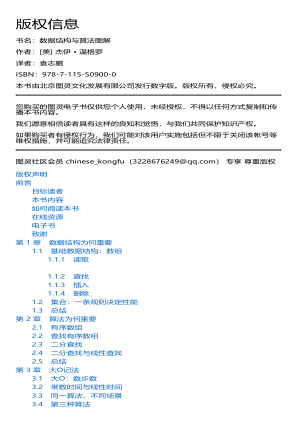 版权信息
书名：数据结构与算法图解
作者：[美] 杰伊 • 温格罗
译者：袁志鹏
ISBN：978-7-115-50900-0
本书由北京图灵文化发展有限公司发行数字版。版权所有，侵权必究。
您购买的图灵电子书仅供您个人使用，未经授权，不得以任何方式复制和传
播本书内容。
我们愿意相信读者具有这样的良知和觉悟，与我们共同保护知识产权。
如果购买者有侵权行为，我们可能对该用户实施包括但不限于关闭该帐号等
维权措施，并可能追究法律责任。
图灵社区会员 chinese_kongfu（3228676249@qq.com） 专享 尊重版权
版权声明
前言
目标读者
本书内容
如何阅读本书
在线资源
电子书
致谢
第 1 章 数据结构为何重要
1.1 基础数据结构：数组
1.1.1 读取
1.1.2 查找
1.1.3 插入
1.1.4 删除
1.2 集合：一条规则决定性能
1.3 总结
第 2 章 算法为何重要
2.1 有序数组
2.2 查找有序数组
2.3 二分查找
2.4 二分查找与线性查找
2.5 总结
第 3 章 大O记法
3.1 大O：数步数
3.2 常数时间与线性时间
3.3 同一算法，不同场景
3.4 第三种算法